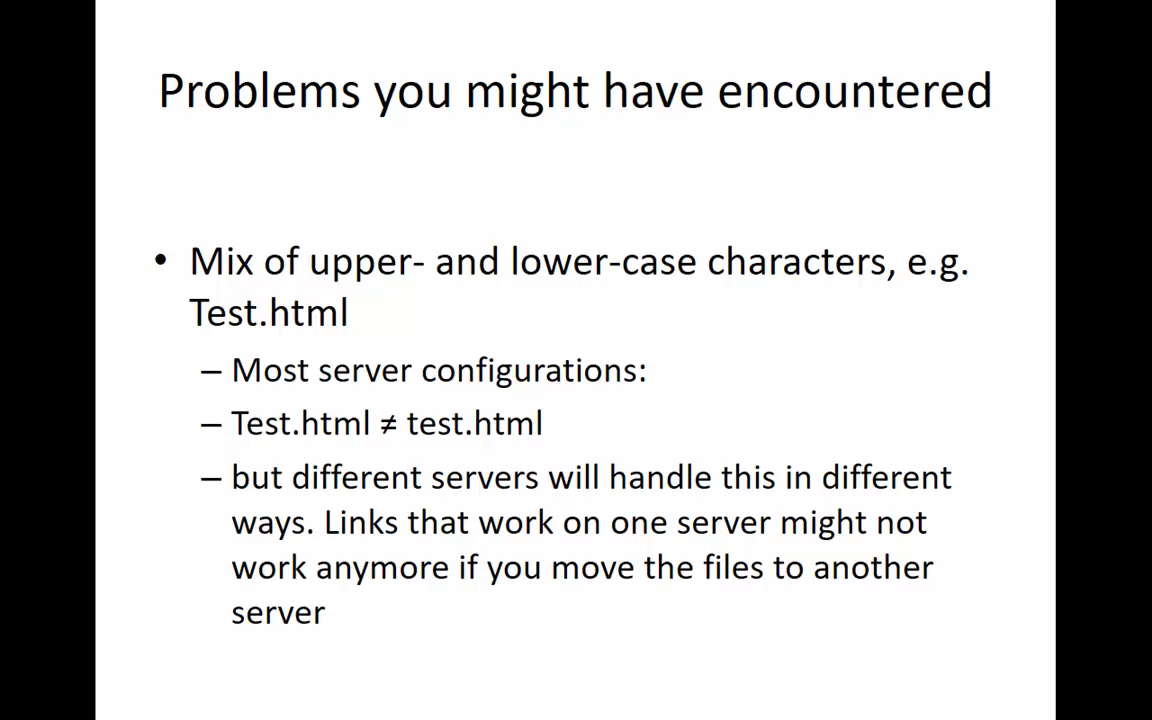 Problems you might have encountered
• Mix of upper- and lower-case characters, e.g.
Test.html
– Most server configurations:
– Test.html ≠ test.html
– but different servers will handle this in different
ways. Links that work on one server might not
work anymore if you move the files to another
server